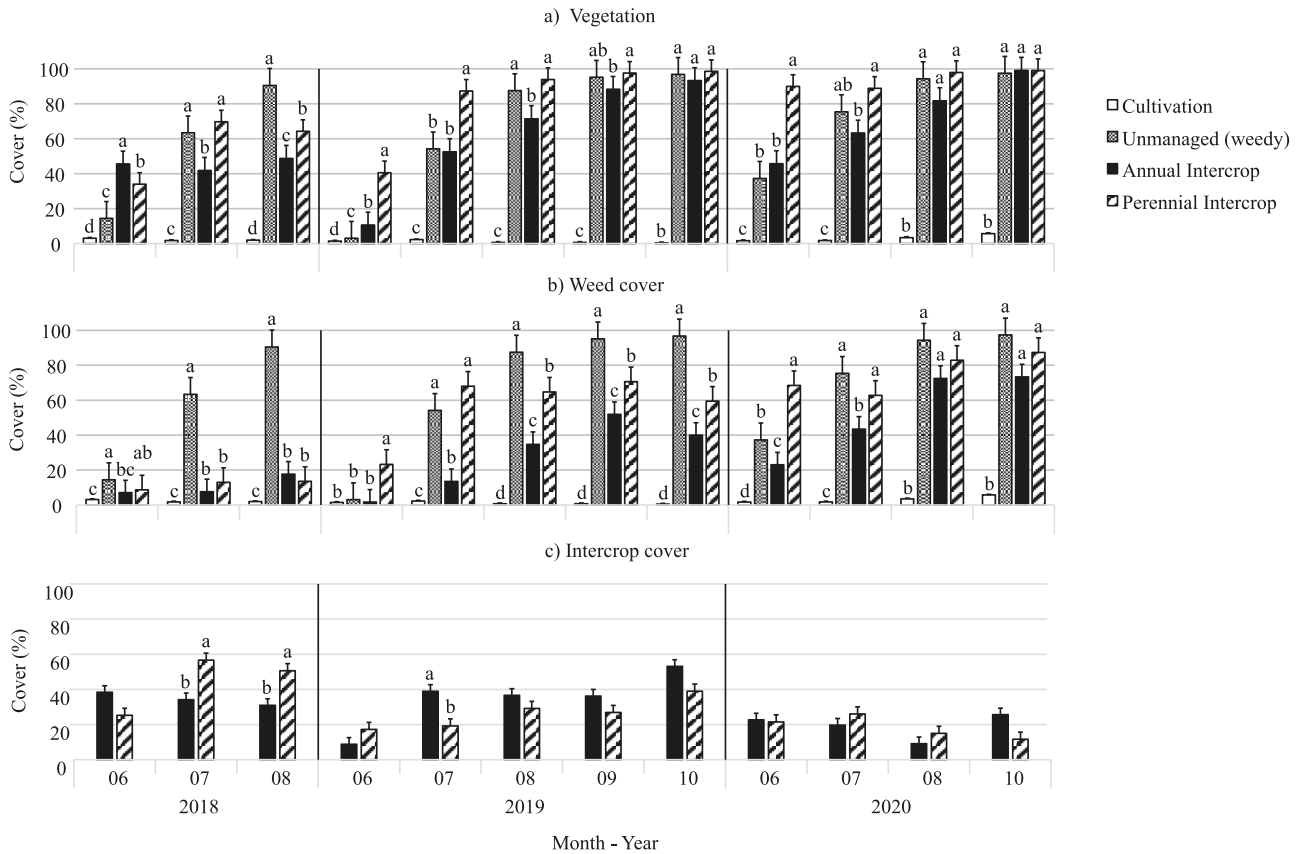 a) Vegetation
a a a a a a a ab a a a a a a ab a a a a a a a
a b a b b b a b a b a
c c a b b b
d d d d c c c b c c b b
100
80
60
40
20
0
Cover (%)
Cultivation
Unmanaged (weedy)
Annual Intercrop
Perennial Intercrop
b) Weed cover
100
80
60
40
20
0
Cover (%)
c a bc ab c a b b c a b b
b b b a c a b a d a c b d a c b d a c b
d b c a c a b a c a a a b a a a
c) Intercrop cover
100
80
60
40
20
0
Cover (%)
b a b a a b
06 07 08 06 07 08 09 10 06 07 08 10
2018 2019 2020
Month - Year